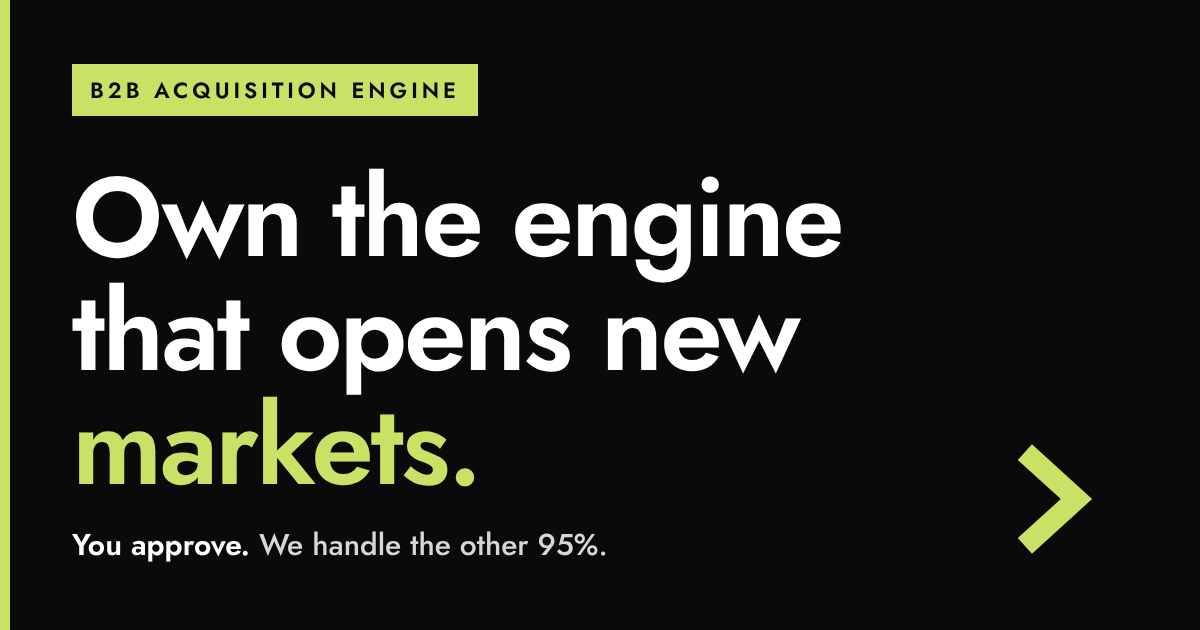 B2B ACQUISITION ENGINE
Own the engine
that opens new
markets.
You approve. We handle the other 95%.